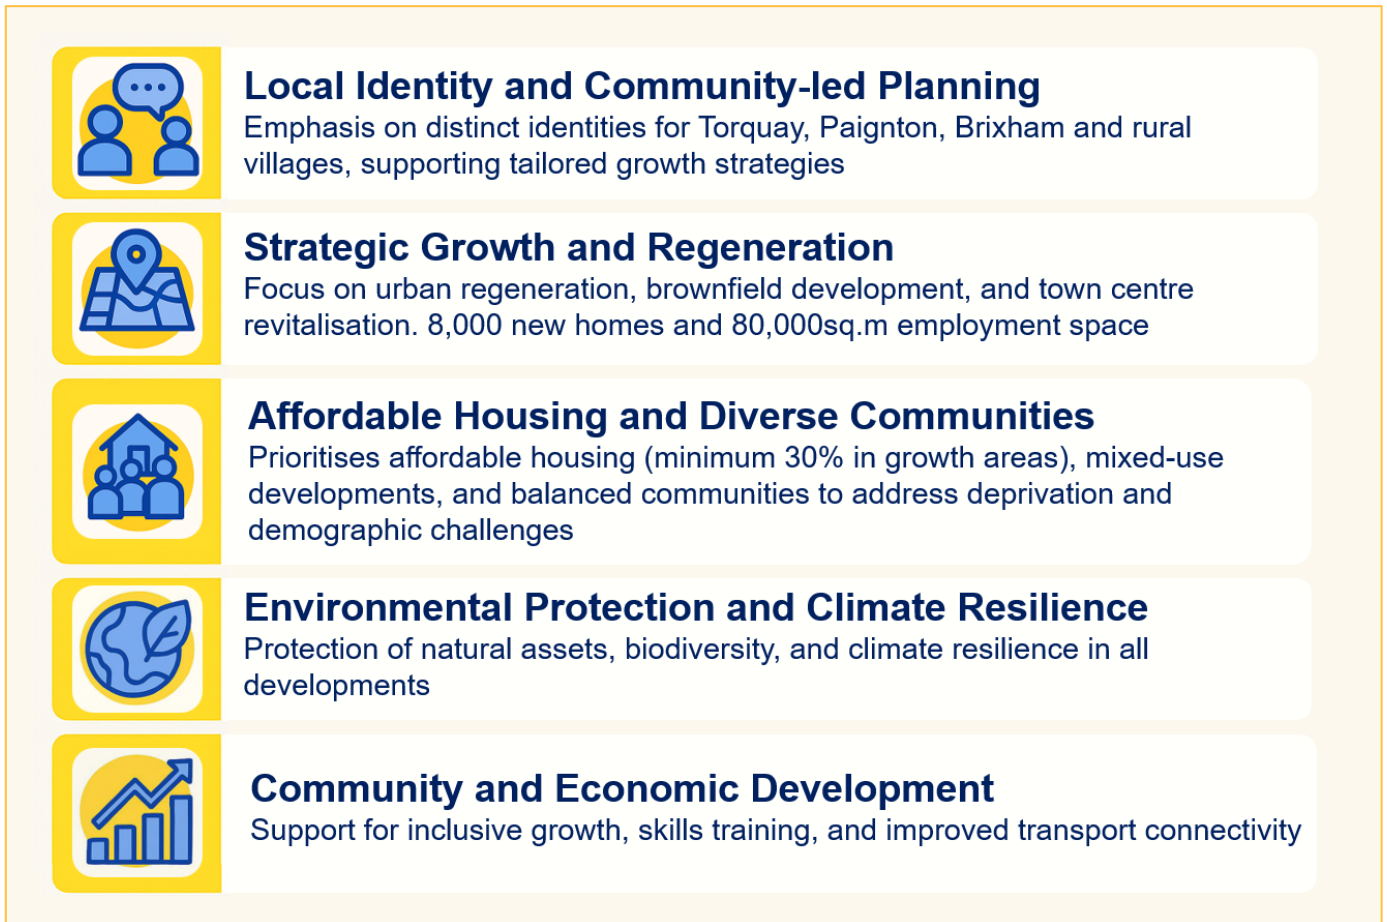 Local Identity and Community-led Planning
Emphasis on distinct identities for Torquay, Paignton, Brixham and rural
villages, supporting tailored growth strategies
Strategic Growth and Regeneration
Focus on urban regeneration, brownfield development, and town centre
revitalisation. 8,000 new homes and 80,000sq.m employment space
Affordable Housing and Diverse Communities
Prioritises affordable housing (minimum 30% in growth areas), mixed-use
developments, and balanced communities to address deprivation and
demographic challenges
Environmental Protection and Climate Resilience
Protection of natural assets, biodiversity, and climate resilience in all
developments
Community and Economic Development
Support for inclusive growth, skills training, and improved transport connectivity